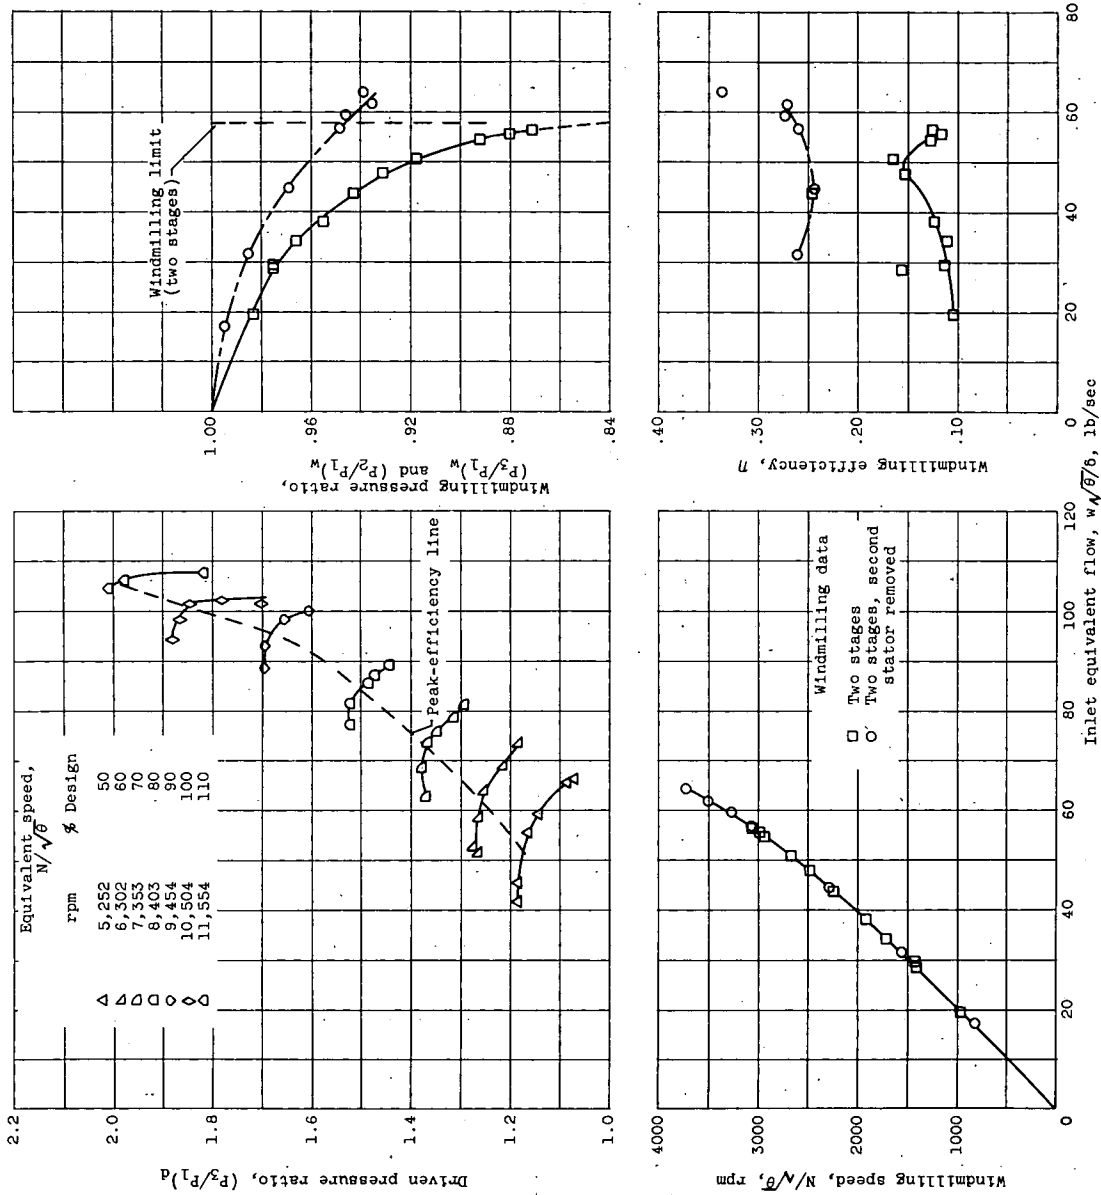 Equivalent speed,
N/√θ
rpm % Design
5,252 50
6,302 60
7,353 70
8,403 80
9,454 90
10,504 100
11,554 110
Peak-efficiency line
Driven pressure ratio, (P3/P1)d
2.2
2.0
1.8
1.6
1.4
1.2
1.0
Windmilling limit
(two stages)
Windmilling pressure ratio,
(P3/P1)w and (P2/P1)w
1.00
.96
.92
.88
.84
Windmilling data
Two stages
Two stages, second
stator removed
Windmilling speed, N/√θ, rpm
4000
3000
2000
1000
0 20 40 60 80 100 120
Windmilling efficiency, η
.40
.30
.20
.10
0 20 40 60 80
Inlet equivalent flow, w√θ/δ, lb/sec